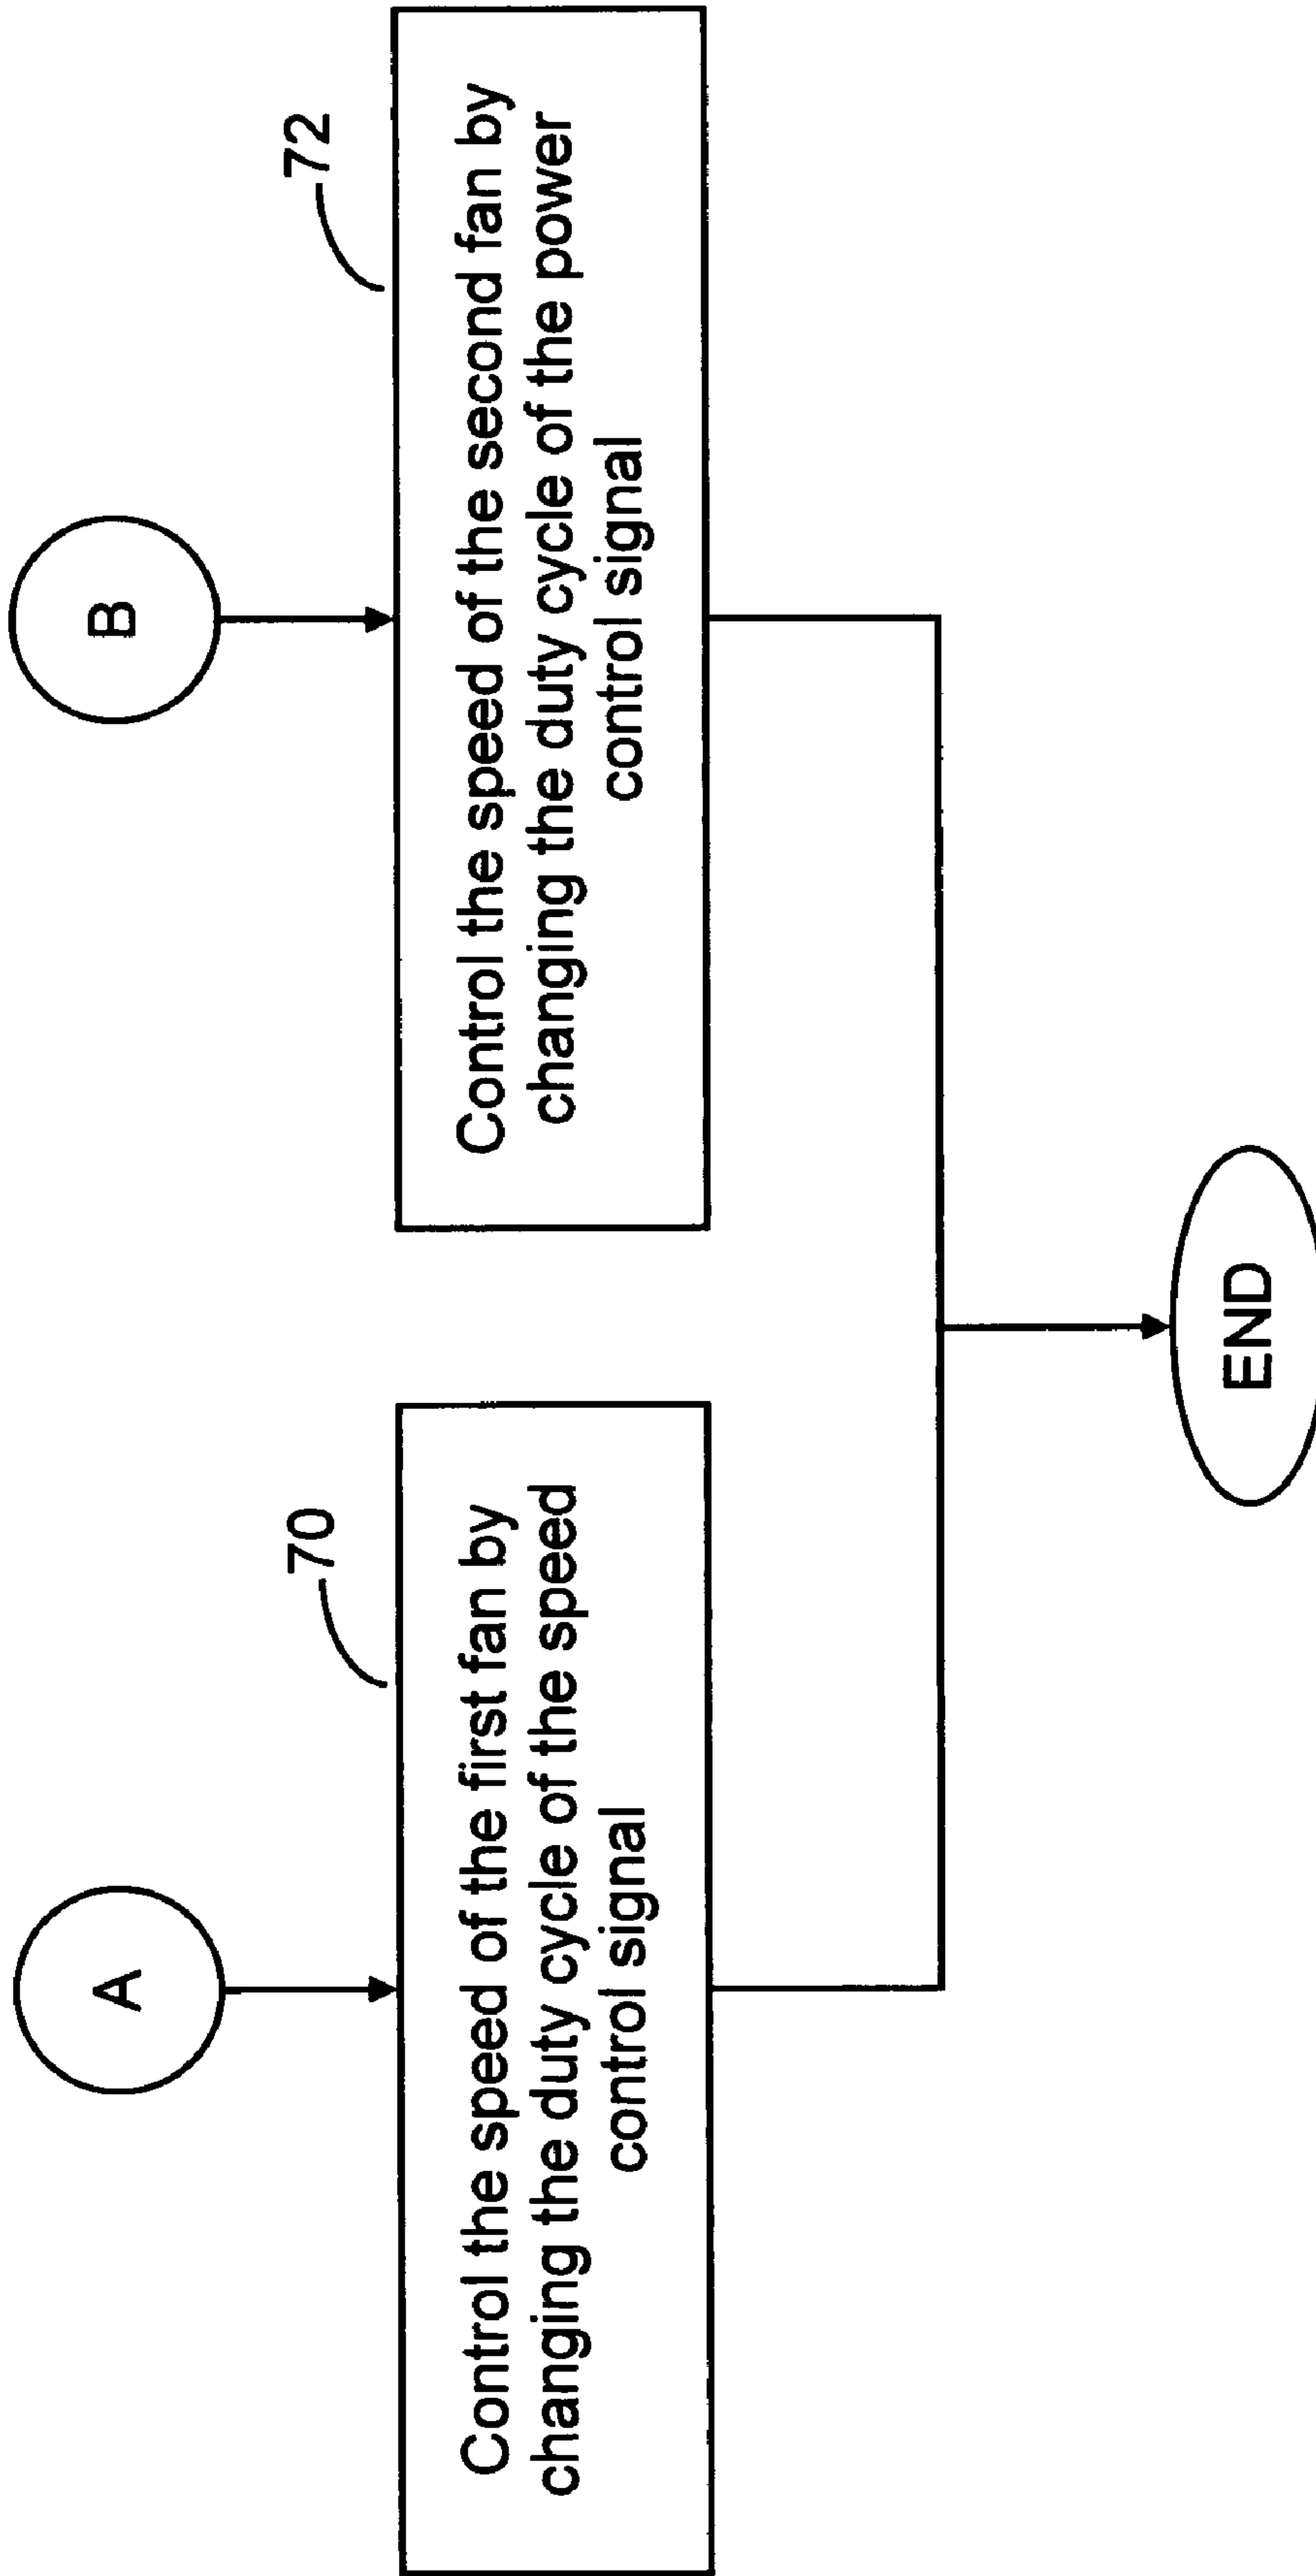 A
70
Control the speed of the first fan by
changing the duty cycle of the speed
control signal
B
72
Control the speed of the second fan by
changing the duty cycle of the power
control signal
END